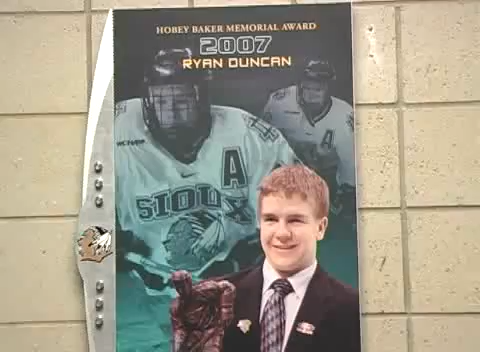 HOBEY BAKER MEMORIAL AWARD
2007
RYAN DUNCAN
A
SIOUX